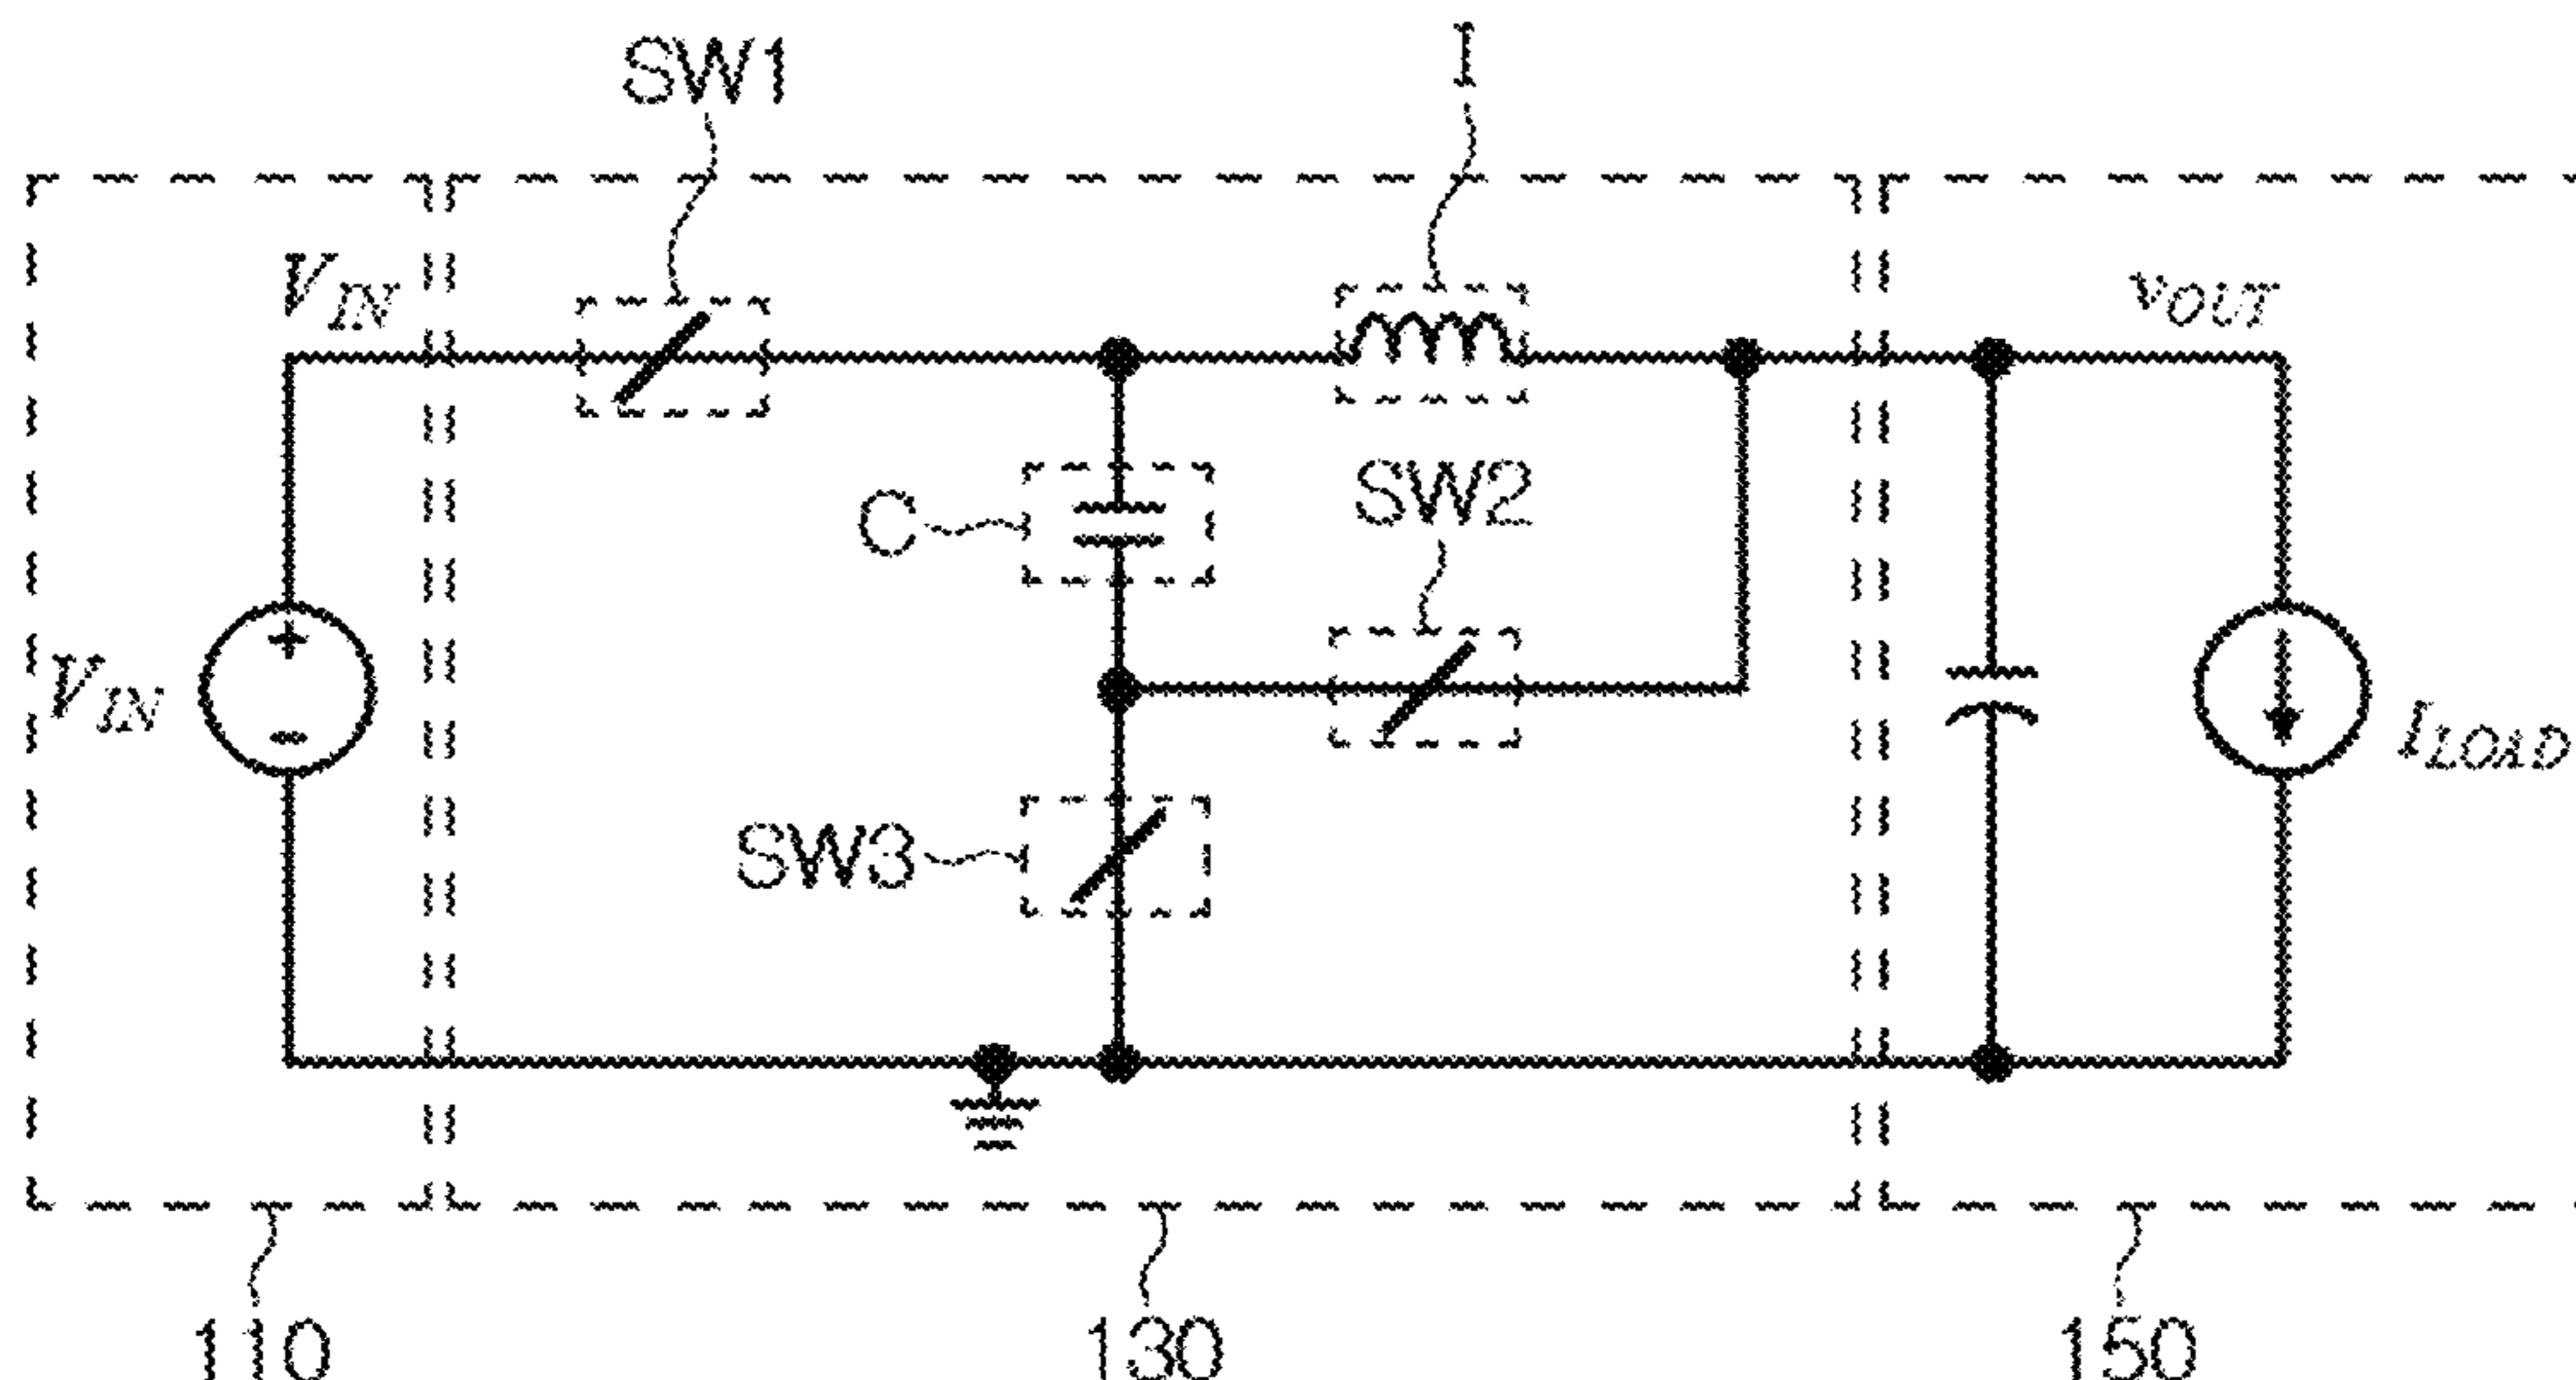 SW1
I
V_IN
v_OUT
C
SW2
V_IN
+
-
I_LOAD
SW3
110
130
150